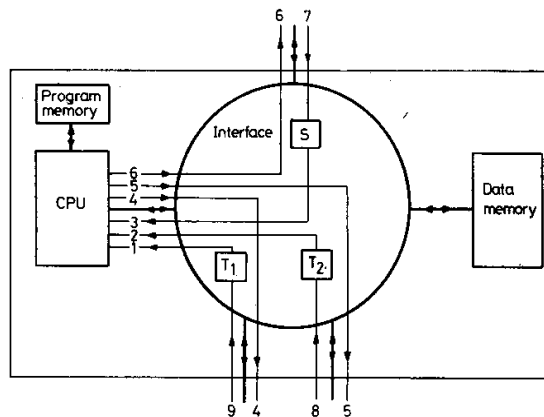 6 7
Program
memory
Interface
S
CPU
6
5
4
3
2
1
Data
memory
T1
T2.
9 4 8 5